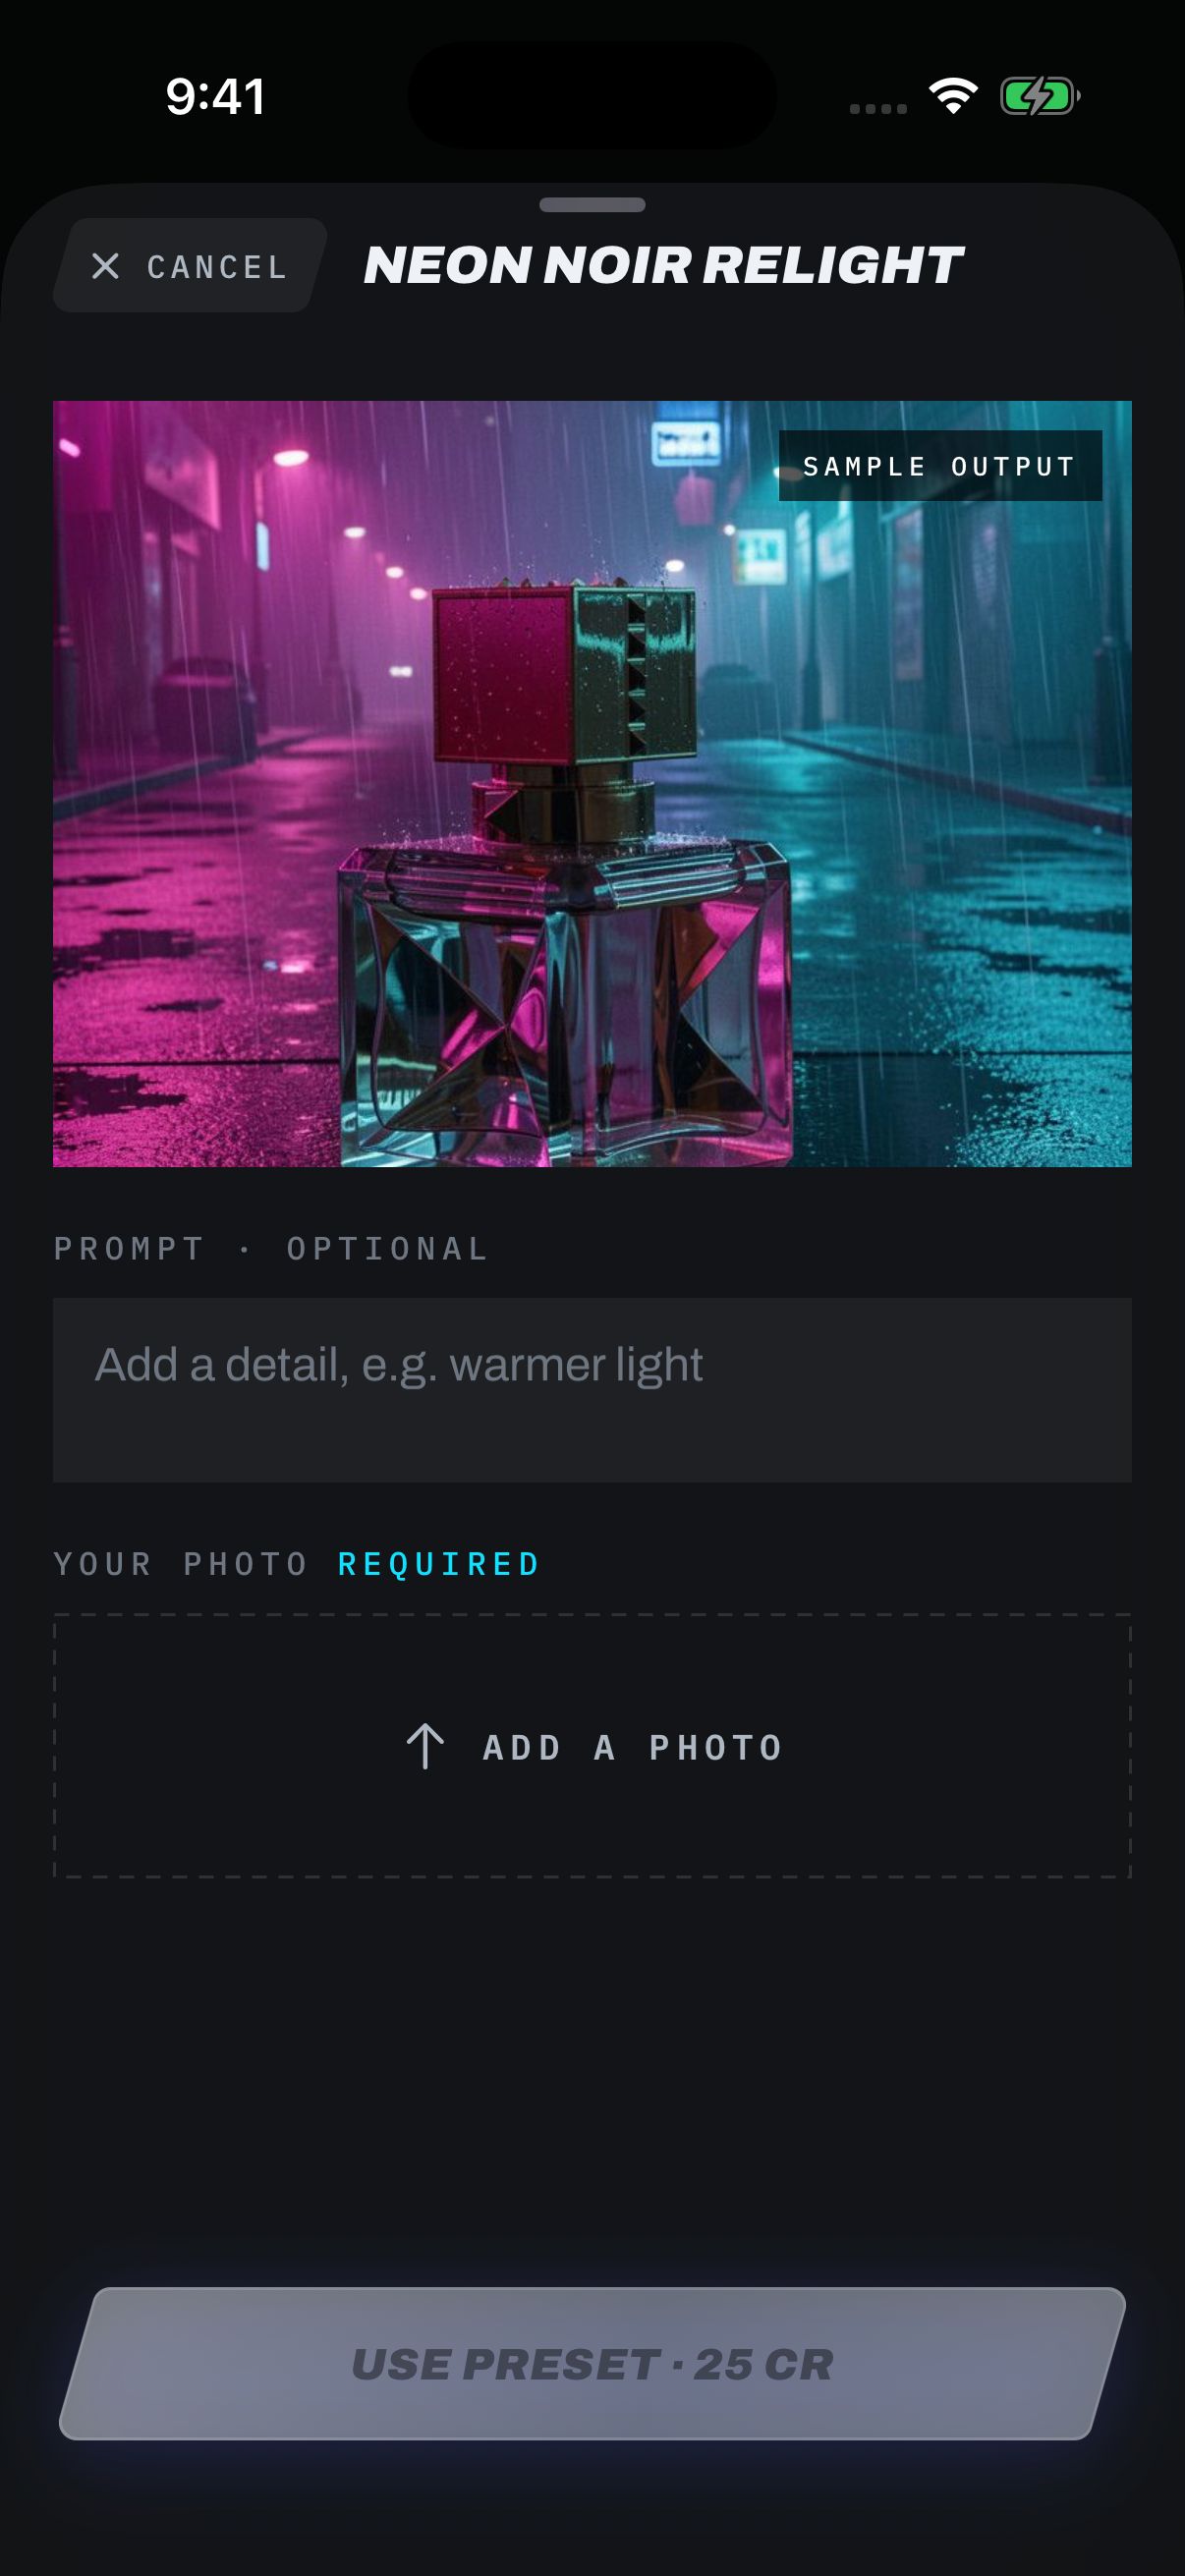 9:41
CANCEL
NEON NOIR RELIGHT
SAMPLE OUTPUT
PROMPT · OPTIONAL
Add a detail, e.g. warmer light
YOUR PHOTO REQUIRED
ADD A PHOTO
USE PRESET · 25 CR